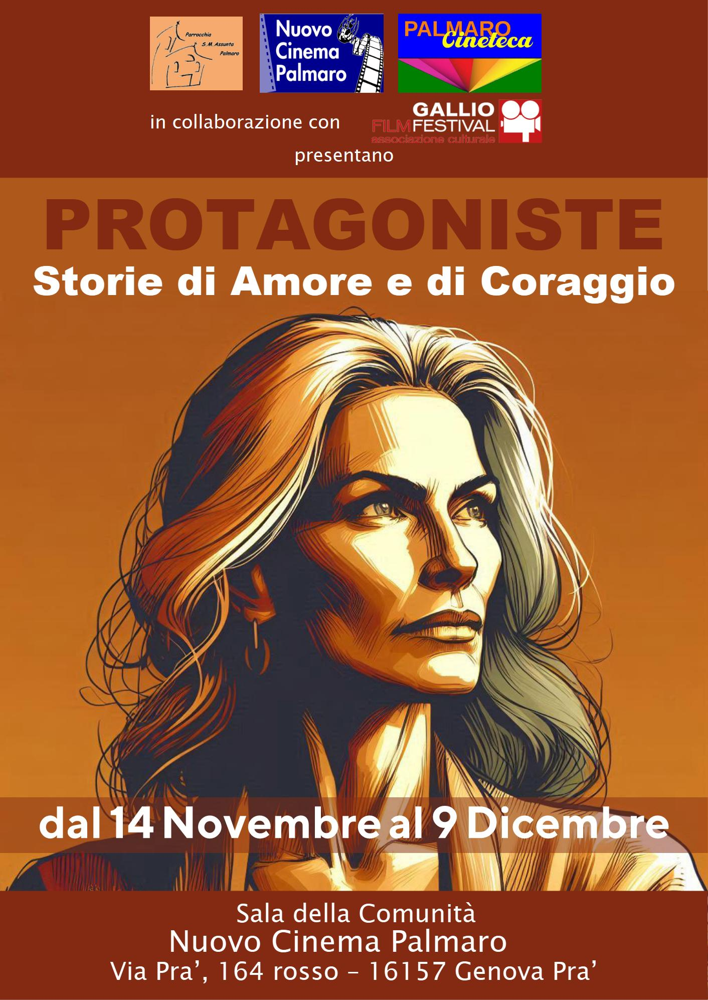 Parrocchia
S.M. Assunta
Palmaro
Nuovo
Cinema
Palmaro
PALMARO
Cineteca
in collaborazione con
GALLIO
FILMFESTIVAL
associazione culturale
presentano
PROTAGONISTE
Storie di Amore e di Coraggio
dal 14 Novembre al 9 Dicembre
Sala della Comunità
Nuovo Cinema Palmaro
Via Pra’, 164 rosso – 16157 Genova Pra’